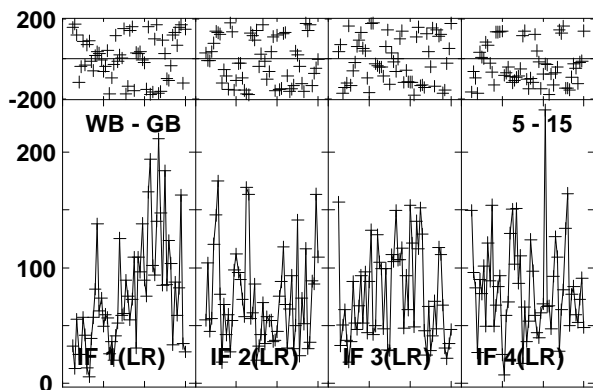 200
-200
WB - GB
5 - 15
200
100
0
IF 1(LR)
IF 2(LR)
IF 3(LR)
IF 4(LR)